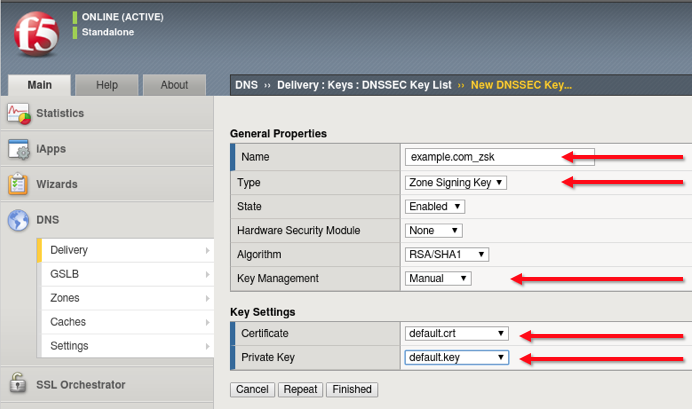 f5
ONLINE (ACTIVE)
Standalone
Main Help About
DNS ›› Delivery : Keys : DNSSEC Key List ›› New DNSSEC Key...
Statistics
iApps
Wizards
DNS
Delivery
GSLB
Zones
Caches
Settings
SSL Orchestrator
General Properties
Name example.com_zsk
Type Zone Signing Key
State Enabled
Hardware Security Module None
Algorithm RSA/SHA1
Key Management Manual
Key Settings
Certificate default.crt
Private Key default.key
Cancel Repeat Finished